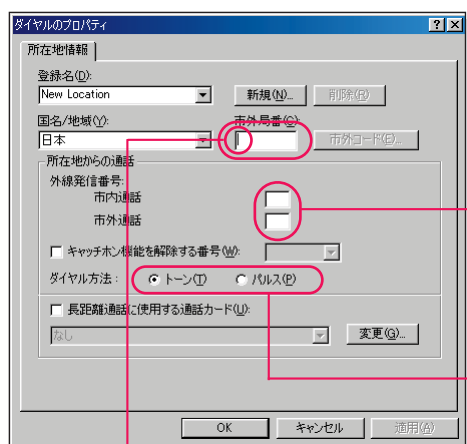 ダイヤルのプロパティ
所在地情報
登録名(D):
New Location
新規(N)...
削除(R)
国名/地域(Y):
市外局番(C):
日本
市外コード(E)...
所在地からの通話
外線発信番号:
市内通話
市外通話
キャッチホン機能を解除する番号(W):
ダイヤル方法:
トーン(T)
パルス(P)
長距離通話に使用する通話カード(U):
なし
変更(G)...
OK
キャンセル
適用(A)